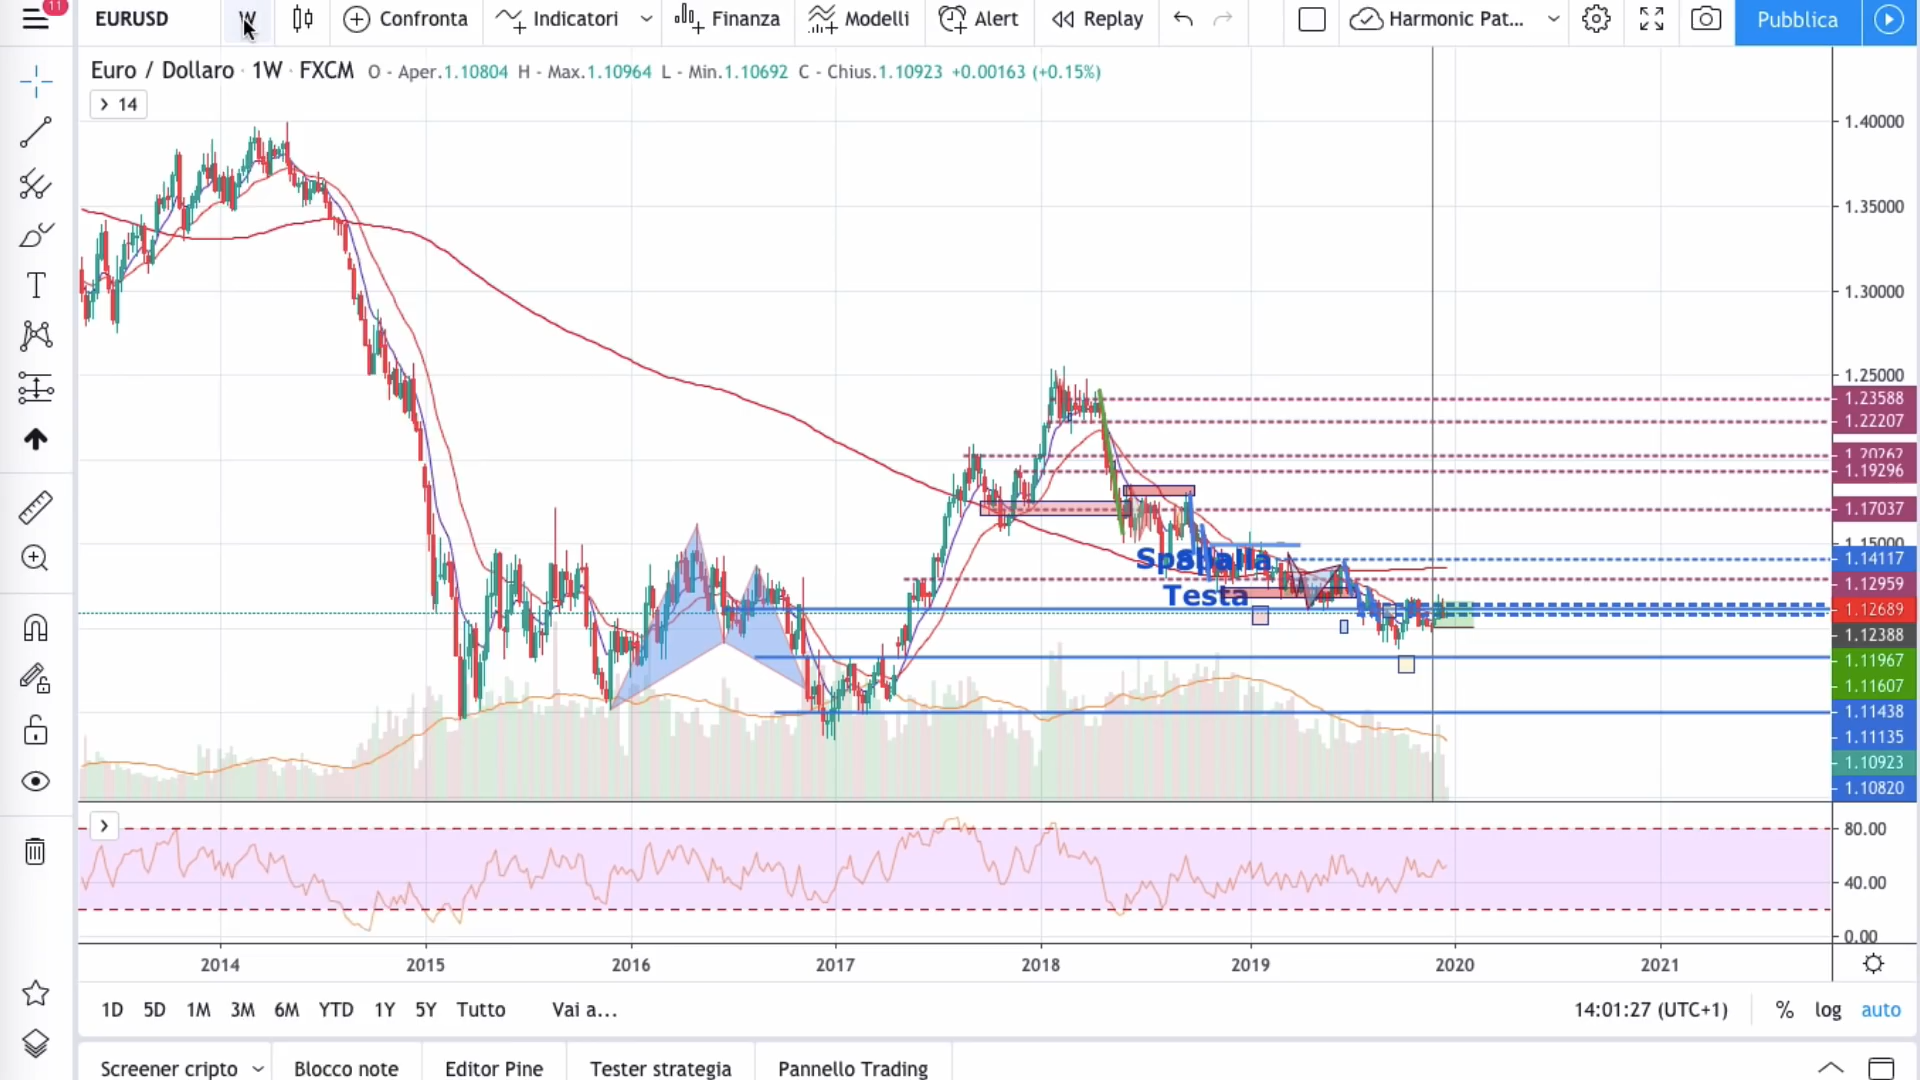 11
EURUSD
W
Confronta
Indicatori
Finanza
Modelli
Alert
Replay
Harmonic Pat...
Pubblica
Euro / Dollaro · 1W · FXCM O - Aper.1.10804 H - Max.1.10964 L - Min.1.10692 C - Chius.1.10923 +0.00163 (+0.15%)
14
T
1.40000
1.35000
1.30000
1.25000
1.23588
1.22207
1.20262
1.19296
1.17037
1.15000
1.14117
1.12959
1.12689
1.12388
1.11967
1.11607
1.11438
1.11135
1.10923
1.10820
Testa
80.00
40.00
0.00
2014
2015
2016
2017
2018
2019
2020
2021
1D 5D 1M 3M 6M YTD 1Y 5Y Tutto Vai a...
14:01:27 (UTC+1) % log auto
Screener cripto
Blocco note
Editor Pine
Tester strategia
Pannello Trading